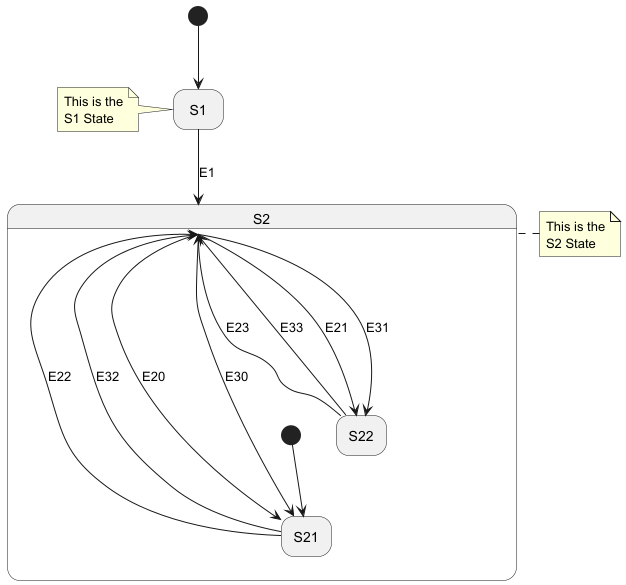 This is the
S1 State
S1
E1
S2
This is the
S2 State
E23
E33
E21
E31
E22
E32
E20
E30
S22
S21